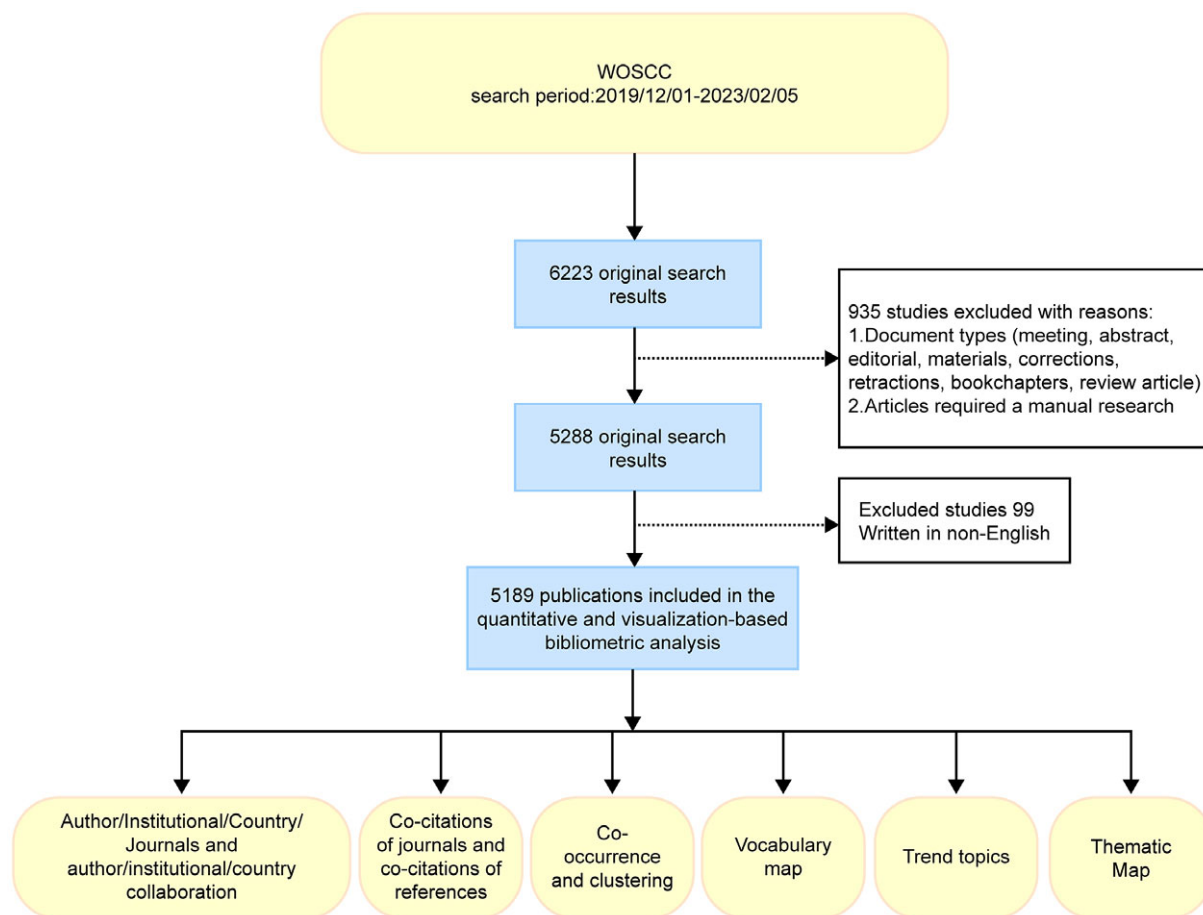 WOSCC
search period:2019/12/01-2023/02/05
6223 original search
results
935 studies excluded with reasons:
1.Document types (meeting, abstract,
editorial, materials, corrections,
retractions, bookchapters, review article)
2.Articles required a manual research
5288 original search
results
Excluded studies 99
Written in non-English
5189 publications included in the
quantitative and visualization-based
bibliometric analysis
Author/Institutional/Country/
Journals and
author/institutional/country
collaboration
Co-citations
of journals and
co-citations of
references
Co-
occurrence
and clustering
Vocabulary
map
Trend topics
Thematic
Map